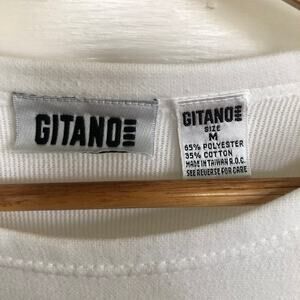 GITANO
GITANO
SIZE
M
65% POLYESTER
35% COTTON
MADE IN TAIWAN R.O.C.
SEE REVERSE FOR CARE